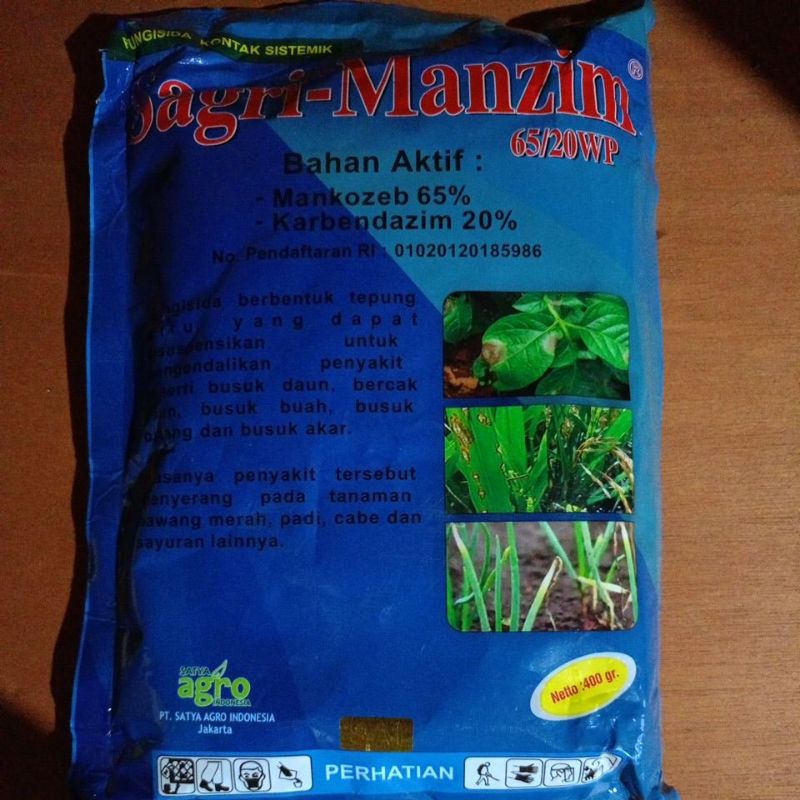 FUNGISIDA KONTAK SISTEMIK
Sagri-Manzim®
65/20WP
Bahan Aktif :
- Mankozeb 65%
- Karbendazim 20%
No. Pendaftaran RI : 01020120185986
berbentuk tepung
yang dapat
untuk
penyakit
busuk daun, bercak
busuk buah, busuk
dan busuk akar.
penyakit tersebut
pada tanaman
bawang merah, padi, cabe dan
sayuran lainnya.
Netto :400 gr.
SATYA
agro
INDONESIA
PT. SATYA AGRO INDONESIA
Jakarta
PERHATIAN